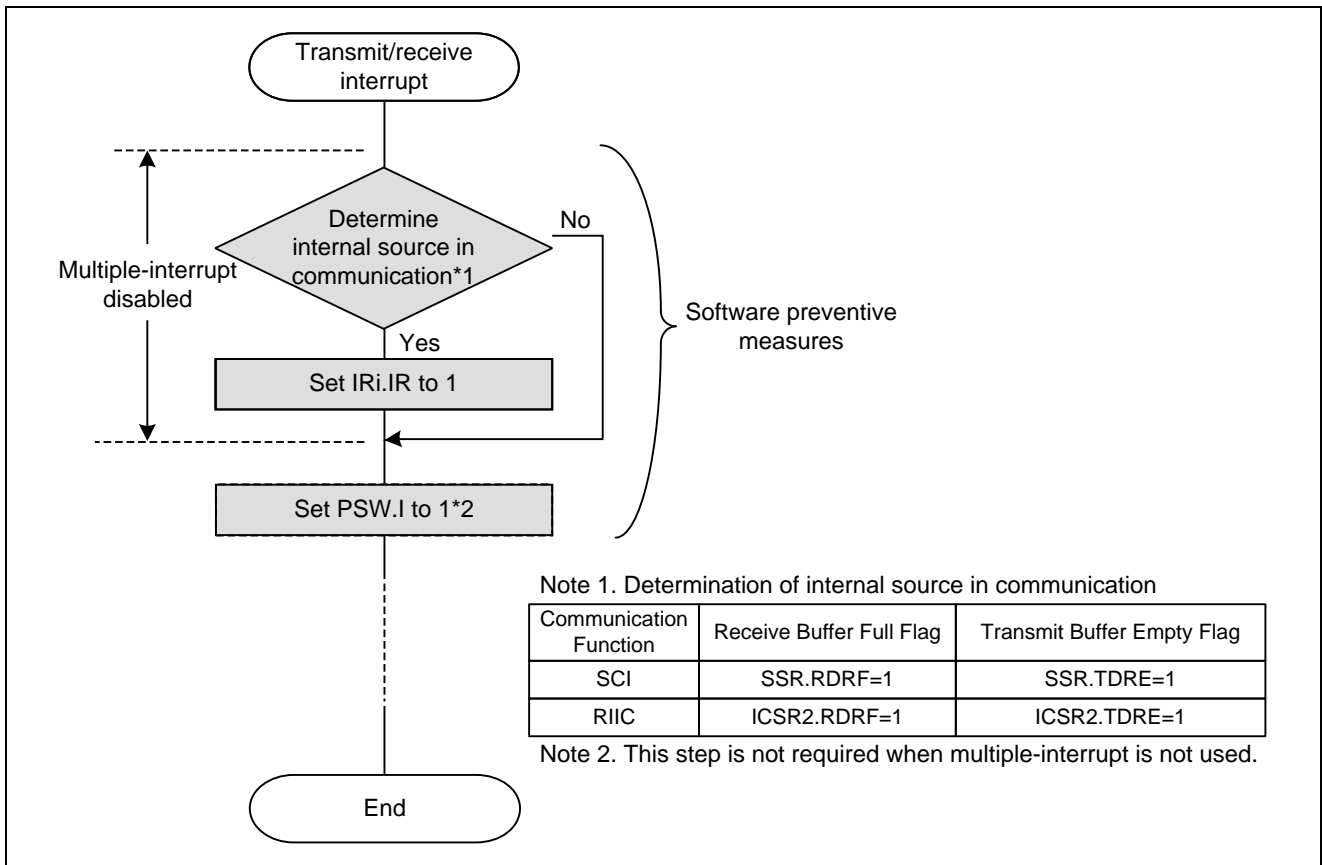 Transmit/receive
interrupt
Determine
internal source in
communication*1
No
Multiple-interrupt
disabled
Software preventive
measures
Yes
Set IRi.IR to 1
Set PSW.I to 1*2
Note 1. Determination of internal source in communication
Communication
Function
Receive Buffer Full Flag
Transmit Buffer Empty Flag
SCI
SSR.RDRF=1
SSR.TDRE=1
RIIC
ICSR2.RDRF=1
ICSR2.TDRE=1
Note 2. This step is not required when multiple-interrupt is not used.
End